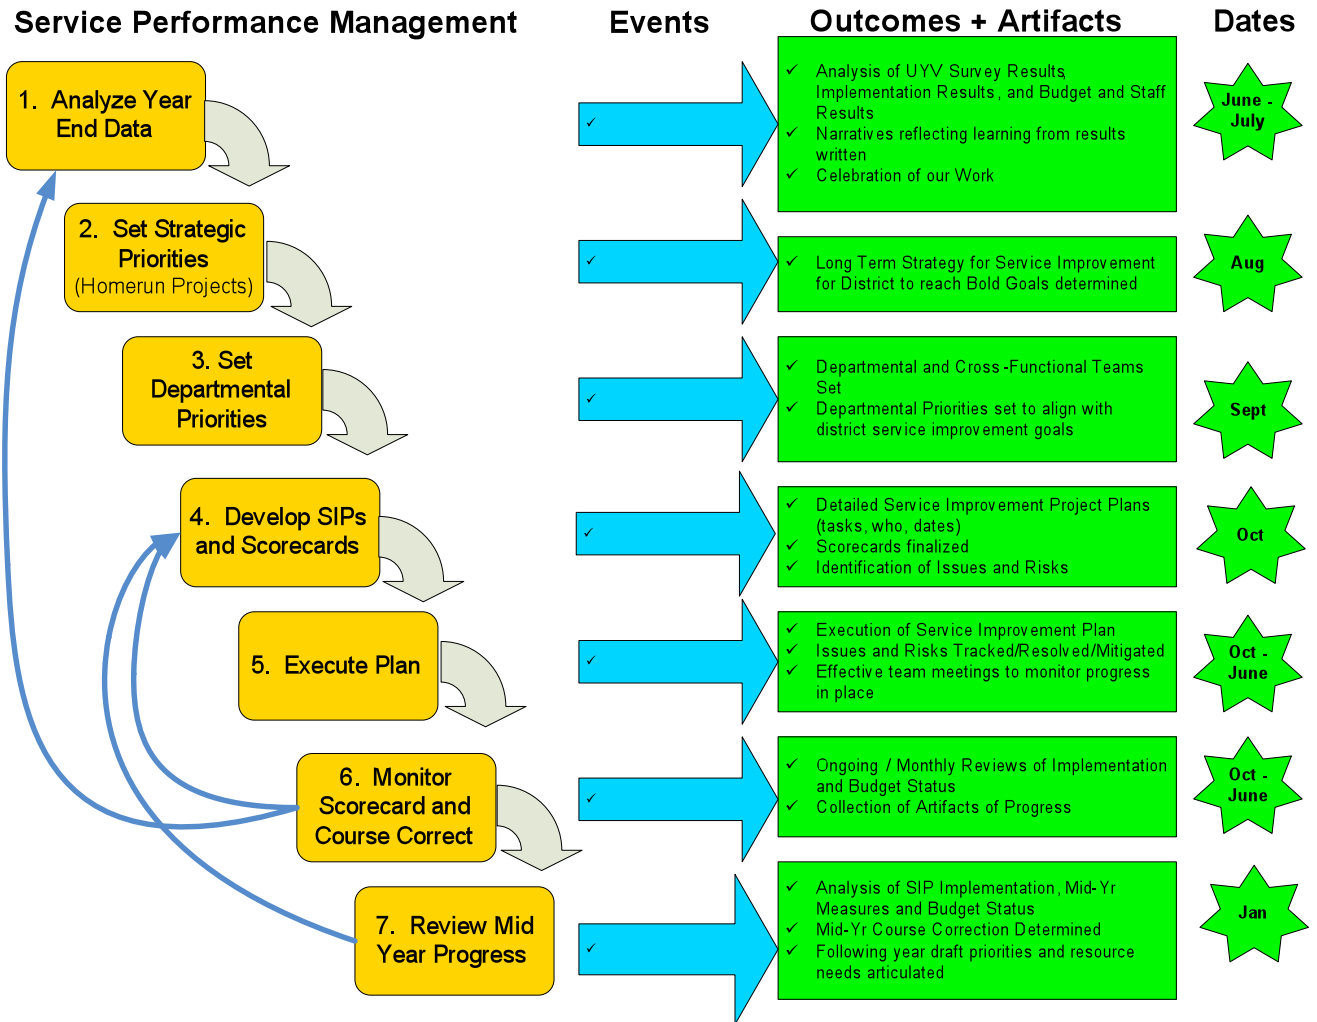 Service Performance Management
Events
Outcomes + Artifacts
Dates
1. Analyze Year
End Data
✓
✓ Analysis of UYV Survey Results,
Implementation Results, and Budget and Staff
Results
✓ Narratives reflecting learning from results
written
✓ Celebration of our Work
June -
July
2. Set Strategic
Priorities
(Homerun Projects)
✓
✓ Long Term Strategy for Service Improvement
for District to reach Bold Goals determined
Aug
3. Set
Departmental
Priorities
✓
✓ Departmental and Cross-Functional Teams
Set
✓ Departmental Priorities set to align with
district service improvement goals
Sept
4. Develop SIPs
and Scorecards
✓
✓ Detailed Service Improvement Project Plans
(tasks, who, dates)
✓ Scorecards finalized
✓ Identification of Issues and Risks
Oct
5. Execute Plan
✓
✓ Execution of Service Improvement Plan
✓ Issues and Risks Tracked/Resolved/Mitigated
✓ Effective team meetings to monitor progress
in place
Oct -
June
6. Monitor
Scorecard and
Course Correct
✓
✓ Ongoing / Monthly Reviews of Implementation
and Budget Status
✓ Collection of Artifacts of Progress
Oct -
June
7. Review Mid
Year Progress
✓
✓ Analysis of SIP Implementation, Mid-Yr
Measures and Budget Status
✓ Mid-Yr Course Correction Determined
✓ Following year draft priorities and resource
needs articulated
Jan